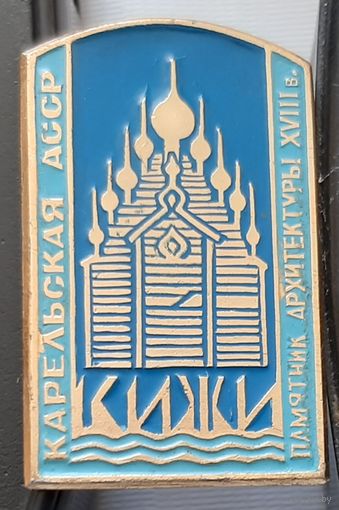 КАРЕЛЬСКАЯ АССР
КИЖИ
ПАМЯТНИК АРХИТЕКТУРЫ XVIII в.